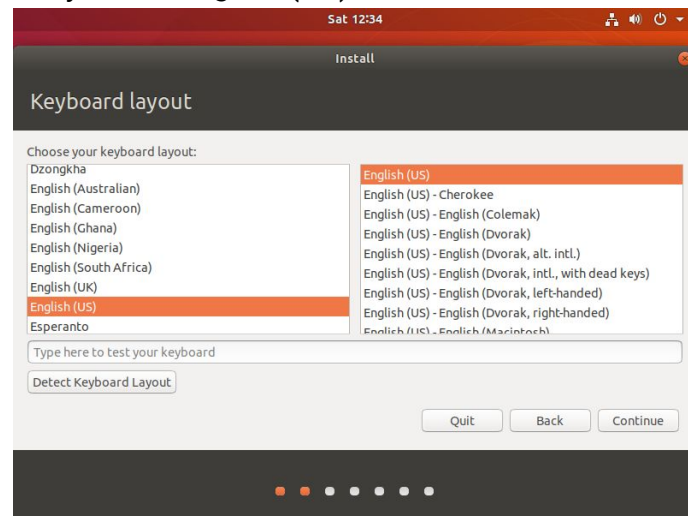 Sat 12:34
Install
Keyboard layout
Choose your keyboard layout:
Dzongkha
English (Australian)
English (Cameroon)
English (Ghana)
English (Nigeria)
English (South Africa)
English (UK)
English (US)
Esperanto
English (US)
English (US) - Cherokee
English (US) - English (Colemak)
English (US) - English (Dvorak)
English (US) - English (Dvorak, alt. intl.)
English (US) - English (Dvorak, intl., with dead keys)
English (US) - English (Dvorak, left-handed)
English (US) - English (Dvorak, right-handed)
English (US) - English (Macintosh)
Type here to test your keyboard
Detect Keyboard Layout
Quit
Back
Continue